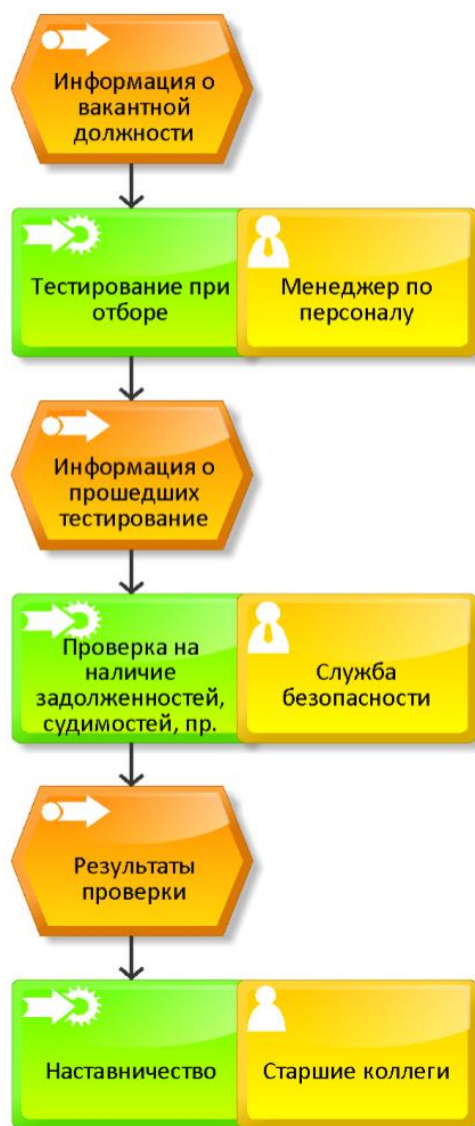 Информация о
вакантной
должности
Тестирование при
отборе
Менеджер по
персоналу
Информация о
прошедших
тестирование
Проверка на
наличие
задолженностей,
судимостей, пр.
Служба
безопасности
Результаты
проверки
Наставничество
Старшие коллеги